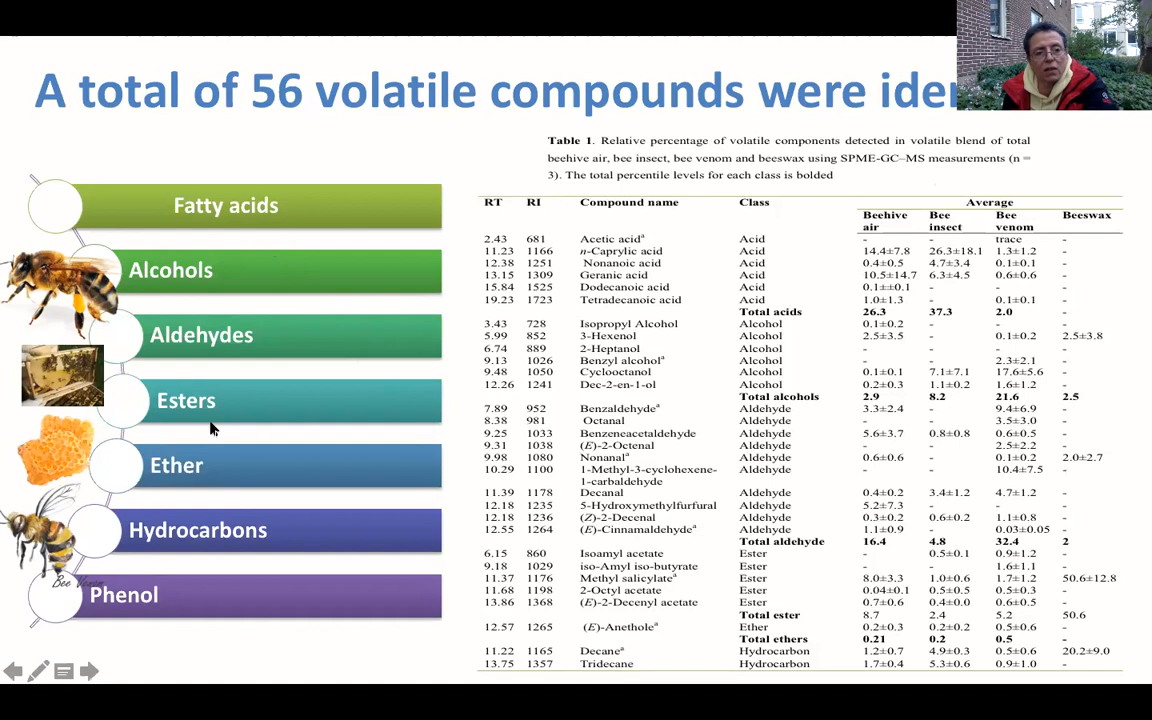 A total of 56 volatile compounds were iden
Fatty acids
Alcohols
Aldehydes
Esters
Ether
Hydrocarbons
Phenol
Bee Venom
Table 1. Relative percentage of volatile components detected in volatile blend of total
beehive air, bee insect, bee venom and beeswax using SPME-GC–MS measurements (n =
3). The total percentile levels for each class is bolded
RT RI Compound name Class Average
Beehive air Bee insect Bee venom Beeswax
2.43 681 Acetic acidᵃ Acid - - trace -
11.23 1166 n-Caprylic acid Acid 14.4±7.8 26.3±18.1 1.3±1.2 -
12.38 1251 Nonanoic acid Acid 0.4±0.5 4.7±3.4 0.1±0.1 -
13.15 1309 Geranic acid Acid 10.5±14.7 6.3±4.5 0.6±0.6 -
15.84 1525 Dodecanoic acid Acid 0.1±±0.1 - - -
19.23 1723 Tetradecanoic acid Acid 1.0±1.3 - 0.1±0.1 -
Total acids 26.3 37.3 2.0 -
3.43 728 Isopropyl Alcohol Alcohol 0.1±0.2 - - -
5.99 852 3-Hexenol Alcohol 2.5±3.5 - 0.1±0.2 2.5±3.8
6.74 889 2-Heptanol Alcohol - - - -
9.13 1026 Benzyl alcoholᵃ Alcohol - - 2.3±2.1 -
9.48 1050 Cyclooctanol Alcohol 0.1±0.1 7.1±7.1 17.6±5.6 -
12.26 1241 Dec-2-en-1-ol Alcohol 0.2±0.3 1.1±0.2 1.6±1.2 -
Total alcohols 2.9 8.2 21.6 2.5
7.89 952 Benzaldehydeᵃ Aldehyde 3.3±2.4 - 9.4±6.9 -
8.38 981 Octanal Aldehyde - - 3.5±3.0 -
9.25 1033 Benzeneacetaldehyde Aldehyde 5.6±3.7 0.8±0.8 0.6±0.5 -
9.31 1038 (E)-2-Octenal Aldehyde - - 2.5±2.2 -
9.98 1080 Nonanalᵃ Aldehyde 0.6±0.6 - 0.1±0.2 2.0±2.7
10.29 1100 1-Methyl-3-cyclohexene- Aldehyde - - 10.4±7.5 -
1-carbaldehyde
11.39 1178 Decanal Aldehyde 0.4±0.2 3.4±1.2 4.7±1.2 -
12.18 1235 5-Hydroxymethylfurfural Aldehyde 5.2±7.3 - - -
12.18 1236 (Z)-2-Decenal Aldehyde 0.3±0.2 0.6±0.2 1.1±0.8 -
12.55 1264 (E)-Cinnamaldehydeᵃ Aldehyde 1.1±0.9 - 0.03±0.05 -
Total aldehyde 16.4 4.8 32.4 2
6.15 860 Isoamyl acetate Ester - 0.5±0.1 0.9±1.2 -
9.18 1029 iso-Amyl iso-butyrate Ester - - 1.6±1.1 -
11.37 1176 Methyl salicylateᵃ Ester 8.0±3.3 1.0±0.6 1.7±1.2 50.6±12.8
11.68 1198 2-Octyl acetate Ester 0.04±0.1 0.5±0.5 0.5±0.3 -
13.86 1368 (E)-2-Decenyl acetate Ester 0.7±0.6 0.4±0.0 0.6±0.5 -
Total ester 8.7 2.4 5.2 50.6
12.57 1265 (E)-Anetholeᵃ Ether 0.2±0.3 0.2±0.2 0.5±0.6 -
Total ethers 0.21 0.2 0.5 -
11.22 1165 Decaneᵃ Hydrocarbon 1.2±0.7 4.9±0.3 0.5±0.6 20.2±9.0
13.75 1357 Tridecane Hydrocarbon 1.7±0.4 5.3±0.6 0.9±1.0 -